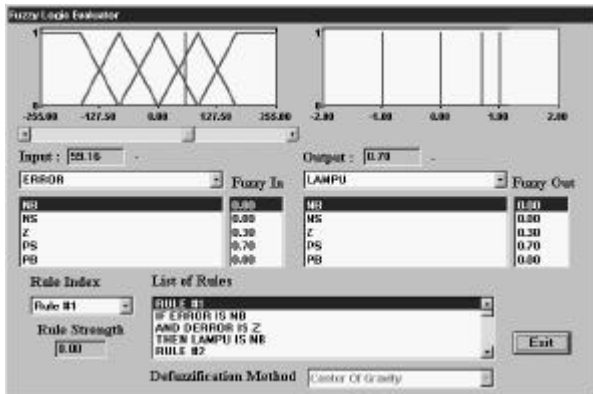 Fuzzy Logic Evaluator
1 1
0 0
-255.00 -127.50 0.00 127.50 255.00 -2.00 -1.00 0.00 1.00 2.00
Input : 59.16 - Output : 0.70 -
ERROR Fuzzy In LAMPU Fuzzy Out
NB 0.00 NB 0.00
NS 0.00 NS 0.00
Z 0.30 Z 0.30
PS 0.70 PS 0.70
PB 0.00 PB 0.00
Rule Index List of Rules
Rule #1 RULE #1
IF ERROR IS NB
Rule Strength AND DERROR IS Z
0.00 THEN LAMPU IS NB
RULE #2
Exit
Defuzzification Method Center Of Gravity